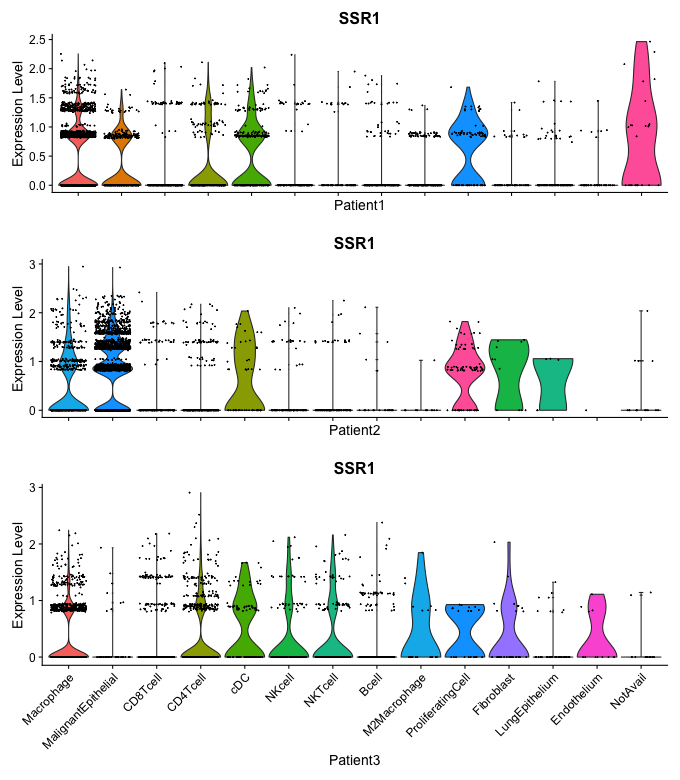 SSR1
Expression Level
2.5
2.0
1.5
1.0
0.5
0.0
Patient1
SSR1
Expression Level
3
2
1
0
Patient2
SSR1
Expression Level
3
2
1
0
Macrophage
MalignantEpithelial
CD8Tcell
CD4Tcell
cDC
NKcell
NKTcell
Bcell
M2Macrophage
ProliferatingCell
Fibroblast
LungEpithelium
Endothelium
NotAvail
Patient3